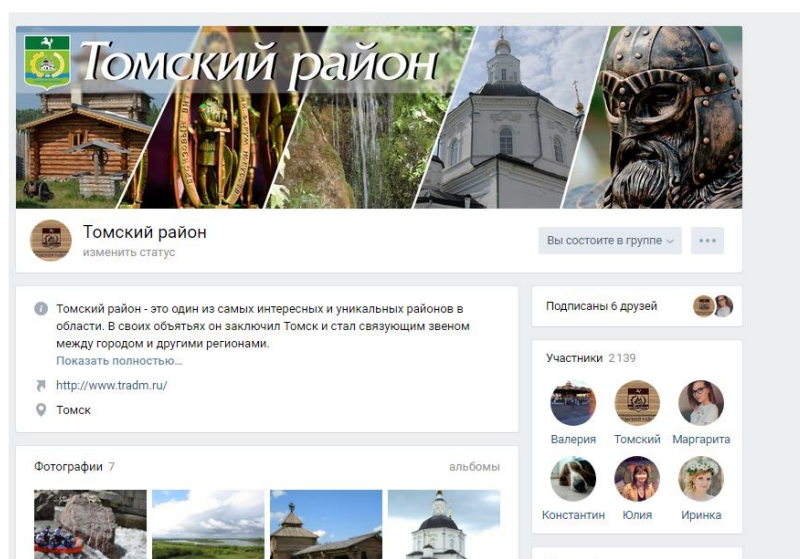 Томский район
Томский район
изменить статус
Вы состоите в группе
Томский район - это один из самых интересных и уникальных районов в
области. В своих объятьях он заключил Томск и стал связующим звеном
между городом и другими регионами.
Показать полностью...
http://www.tradm.ru/
Томск
Фотографии 7
альбомы
Подписаны 6 друзей
Участники 2 139
Валерия Томский Маргарита
Константин Юлия Иринка